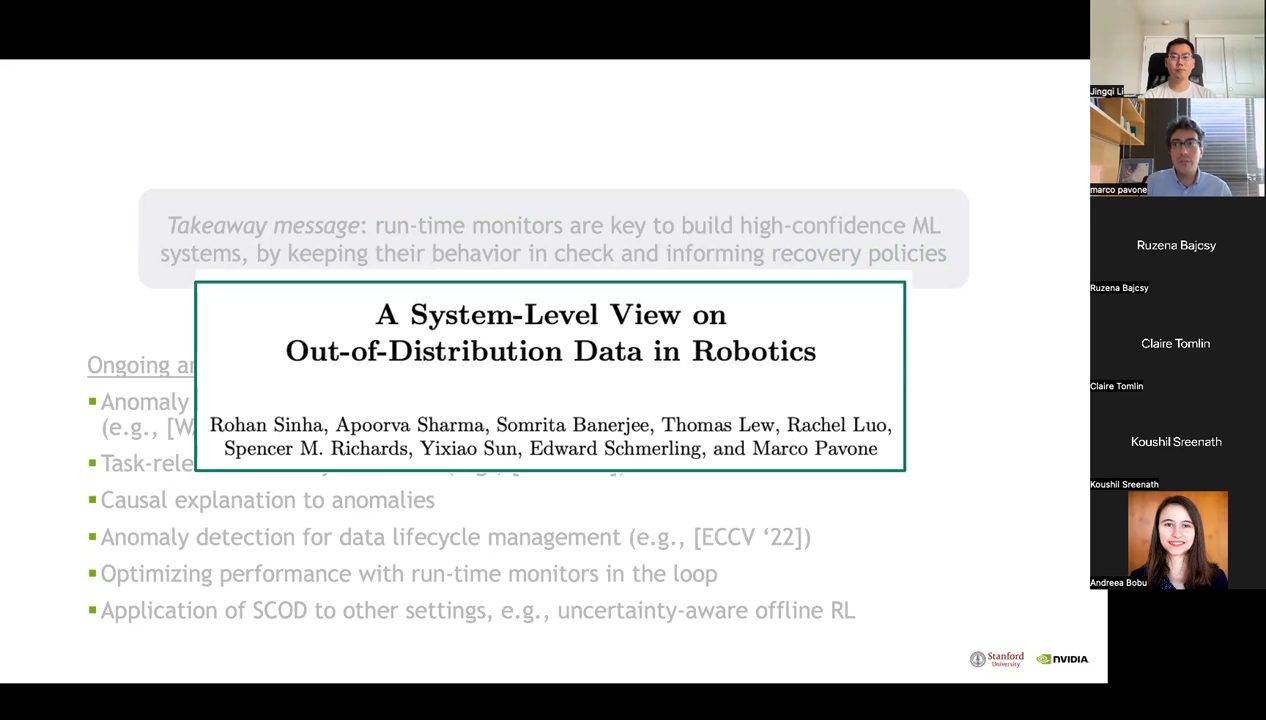 Takeaway message: run-time monitors are key to build high-confidence ML
systems, by keeping their behavior in check and informing recovery policies
A System-Level View on
Out-of-Distribution Data in Robotics
Rohan Sinha, Apoorva Sharma, Somrita Banerjee, Thomas Lew, Rachel Luo,
Spencer M. Richards, Yixiao Sun, Edward Schmerling, and Marco Pavone
Ongoing
Anomaly
(e.g.,
Causal explanation to anomalies
Anomaly detection for data lifecycle management (e.g., [ECCV ‘22])
Optimizing performance with run-time monitors in the loop
Application of SCOD to other settings, e.g., uncertainty-aware offline RL
Stanford
University
NVIDIA.
Jingqi Li
marco pavone
Ruzena Bajcsy
Ruzena Bajcsy
Claire Tomlin
Claire Tomlin
Koushil Sreenath
Koushil Sreenath
Andreea Bobu